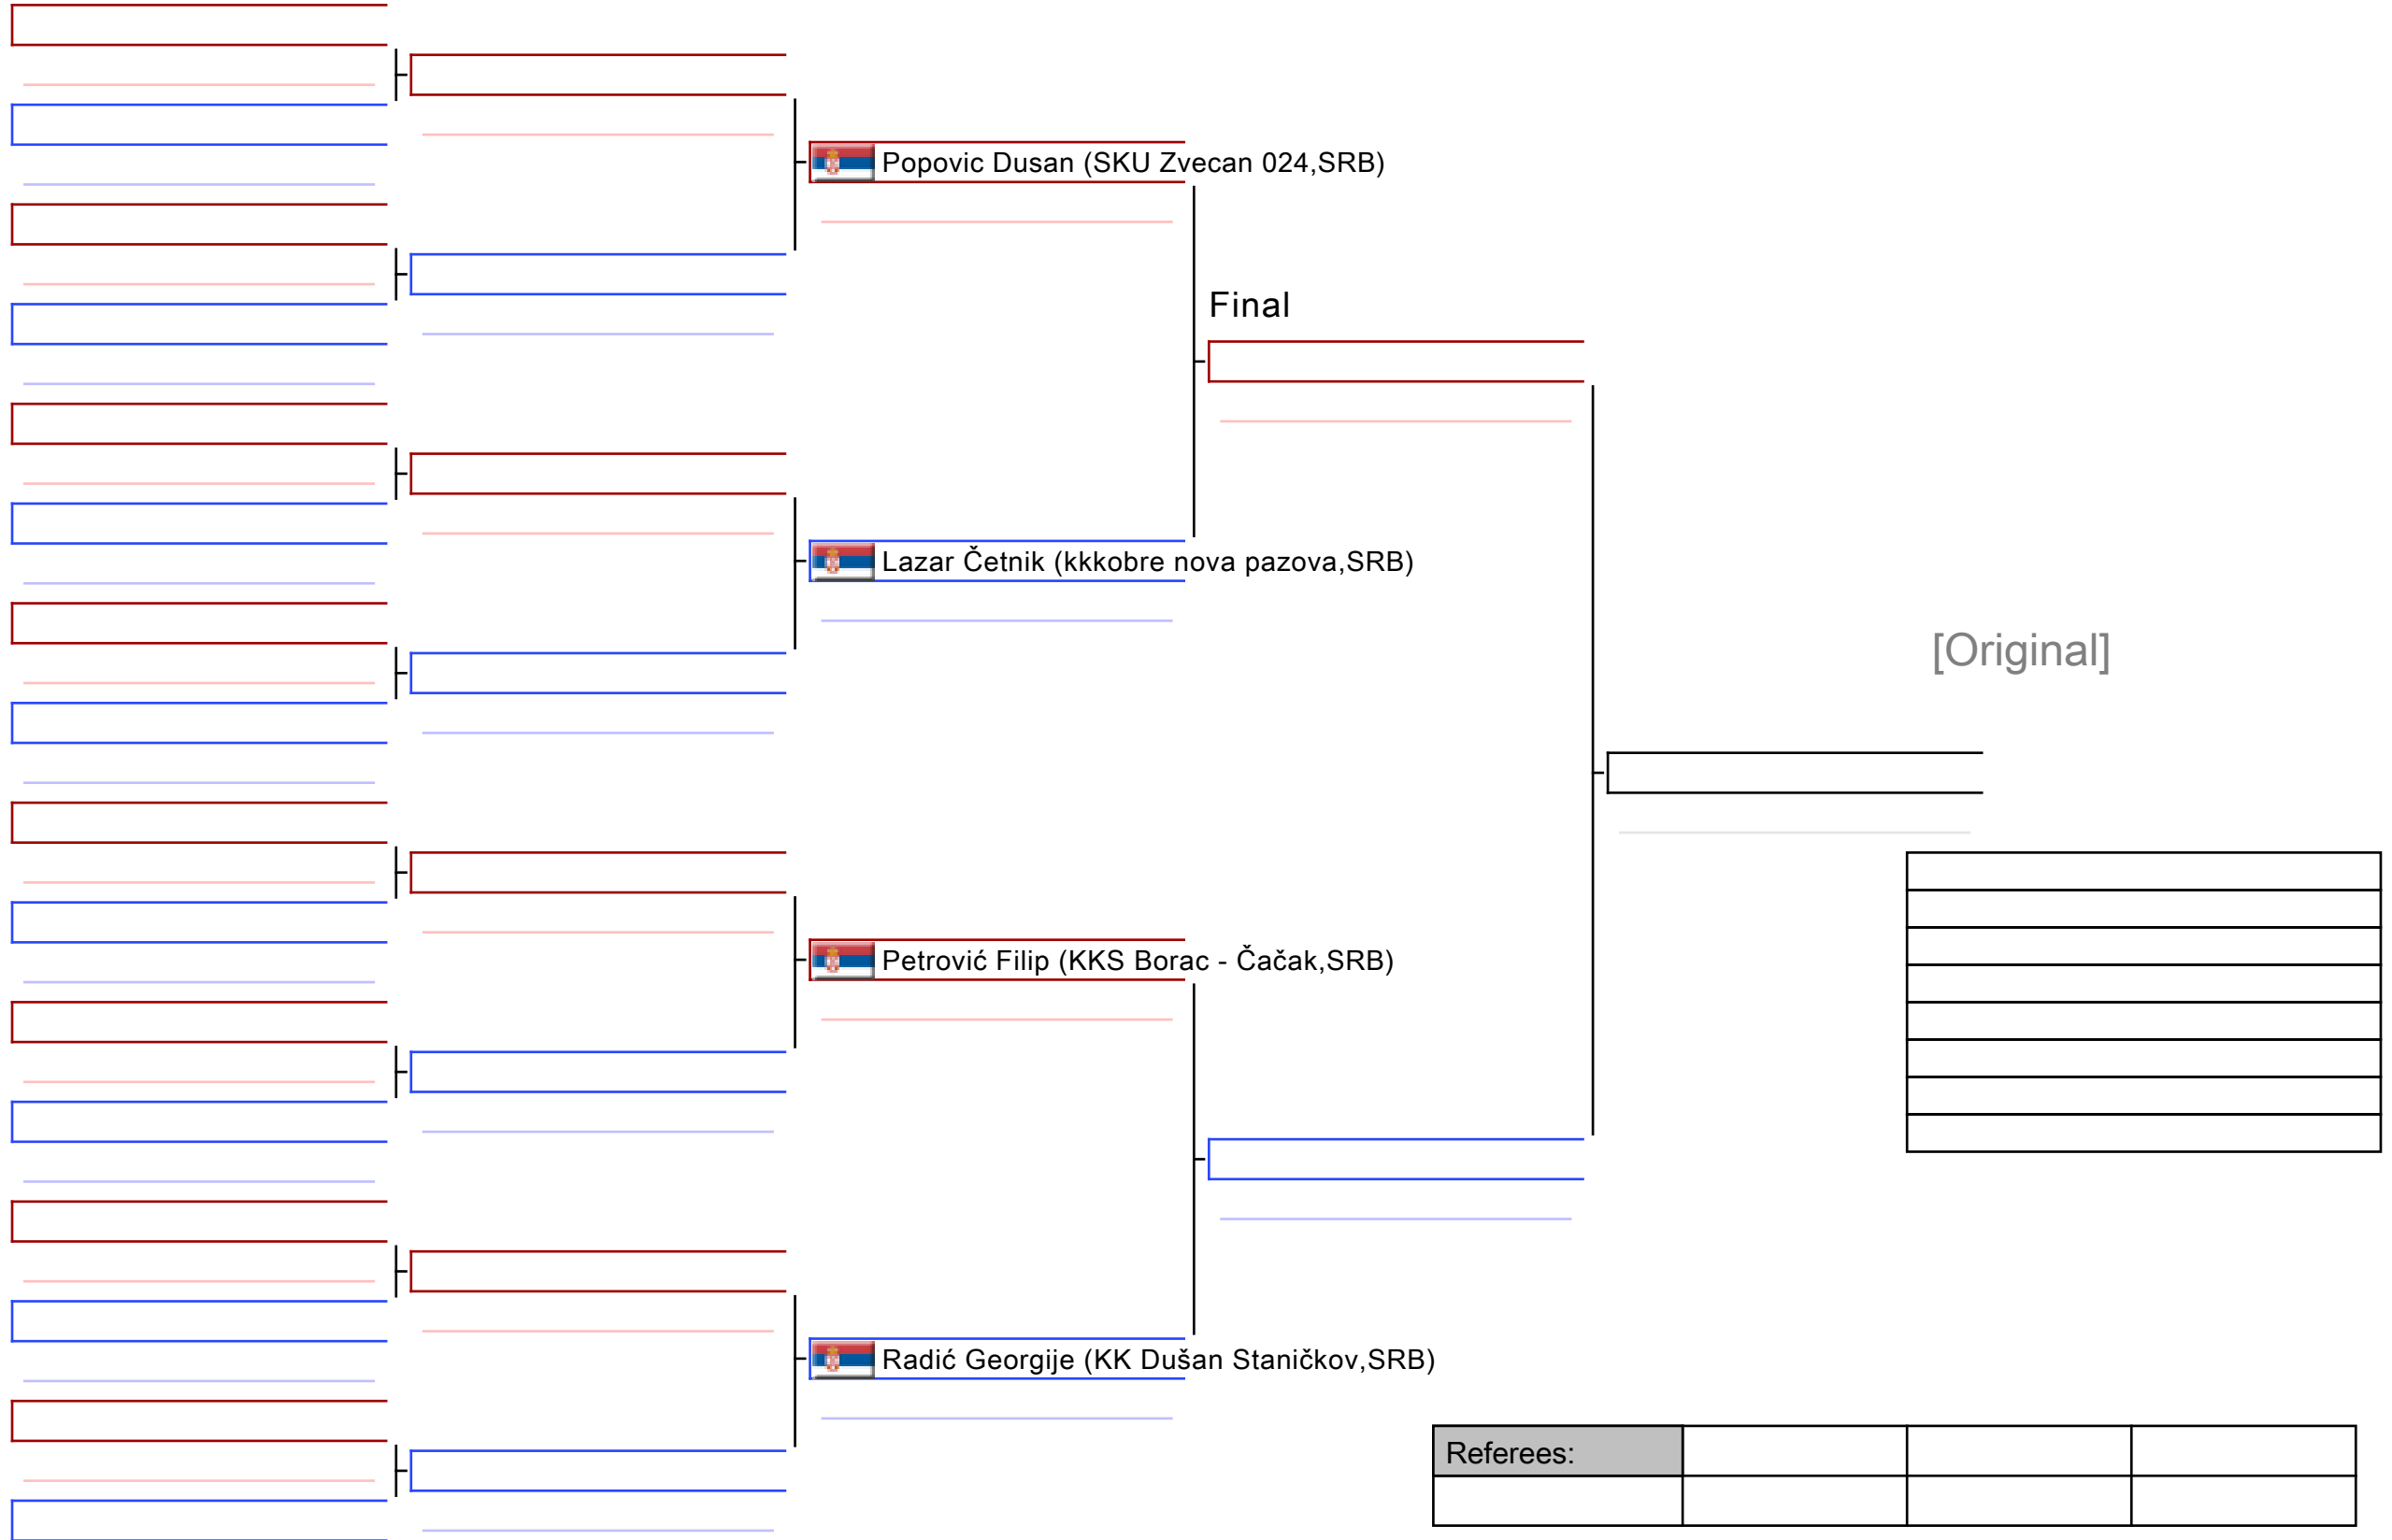 Popovic Dusan (SKU Zvecan 024,SRB)
Final
Lazar Četnik (kkkobre nova pazova,SRB)
[Original]
Petrović Filip (KKS Borac - Čačak,SRB)
Radić Georgije (KK Dušan Staničkov,SRB)
Referees: